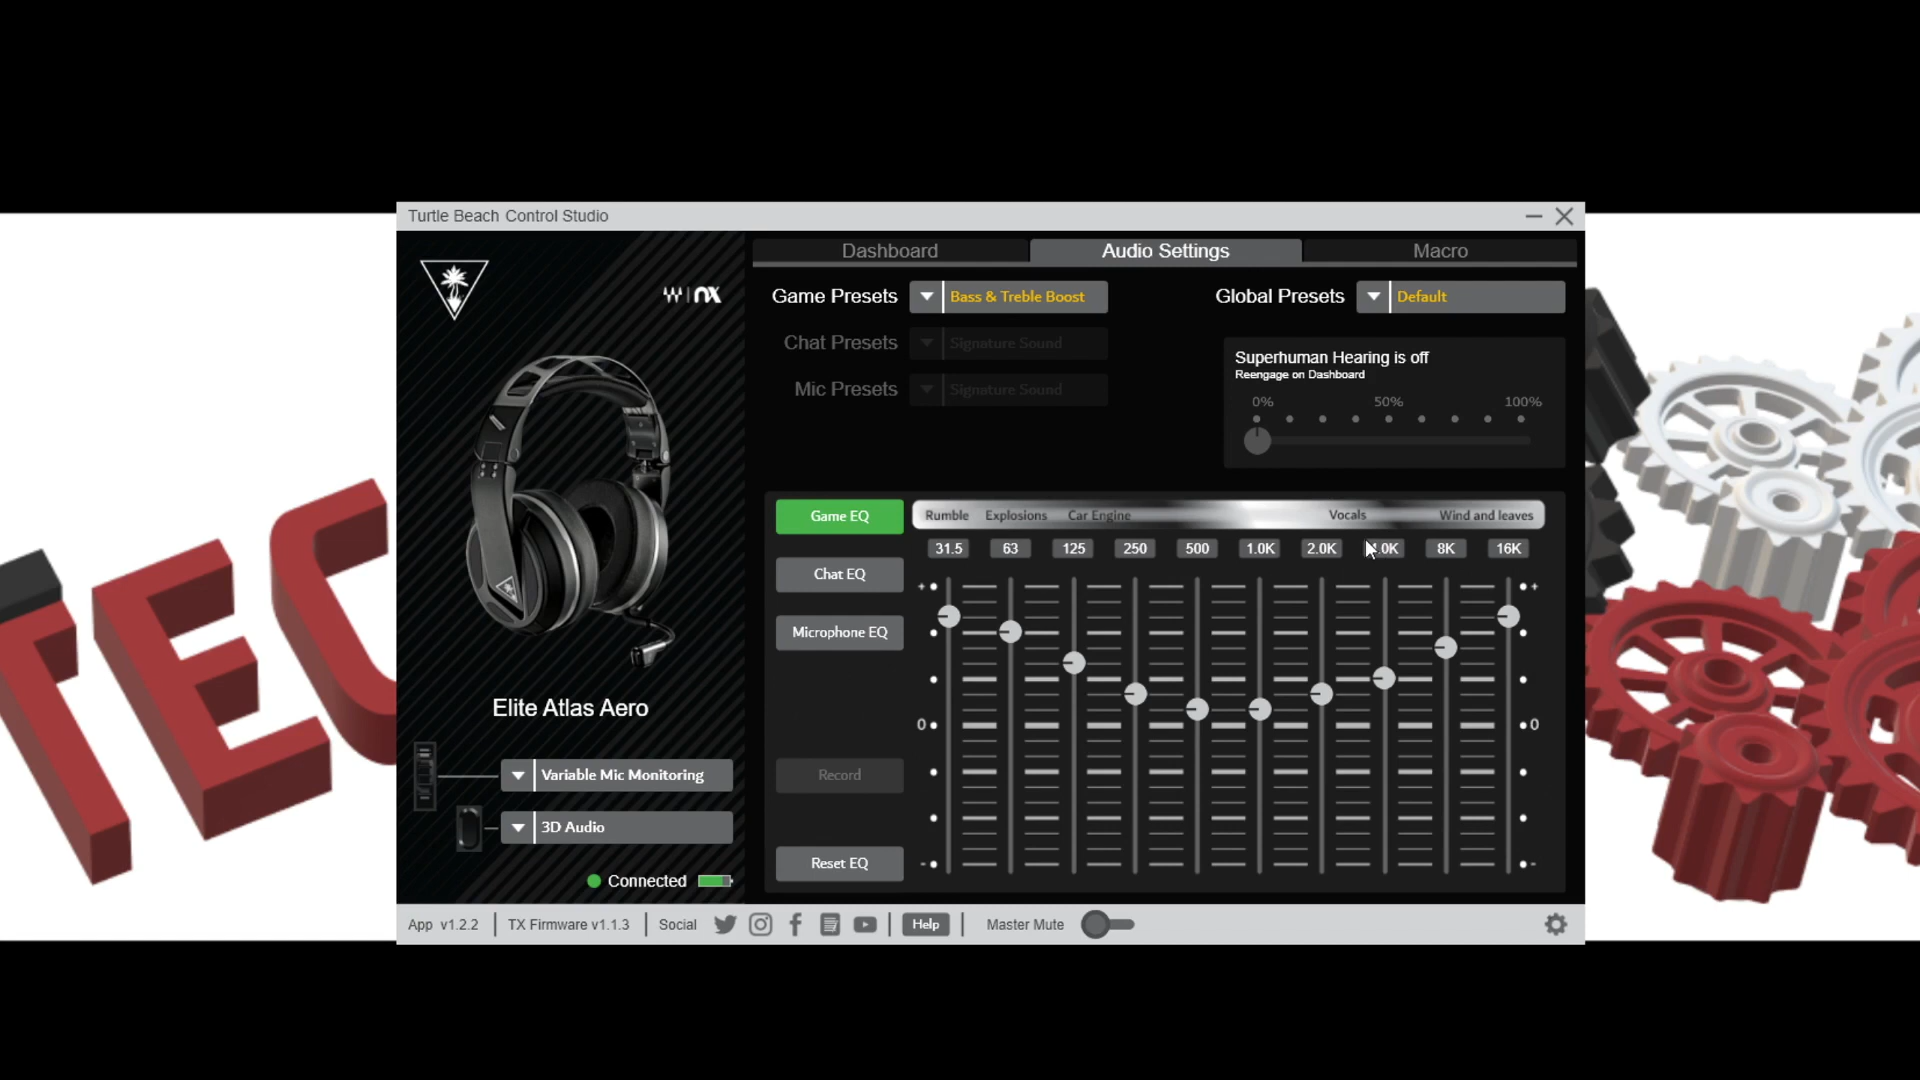 Turtle Beach Control Studio
Dashboard
Audio Settings
Macro
Game Presets
Bass & Treble Boost
Global Presets
Default
Chat Presets
Signature Sound
Mic Presets
Signature Sound
Superhuman Hearing is off
Reengage on Dashboard
0%
50%
100%
Game EQ
Chat EQ
Microphone EQ
Record
Reset EQ
Rumble
Explosions
Car Engine
Vocals
Wind and leaves
31.5
63
125
250
500
1.0K
2.0K
8K
16K
+
+
0
0
-
-
NX
Elite Atlas Aero
Variable Mic Monitoring
3D Audio
Connected
App v1.2.2
TX Firmware v1.1.3
Social
Help
Master Mute
TEC